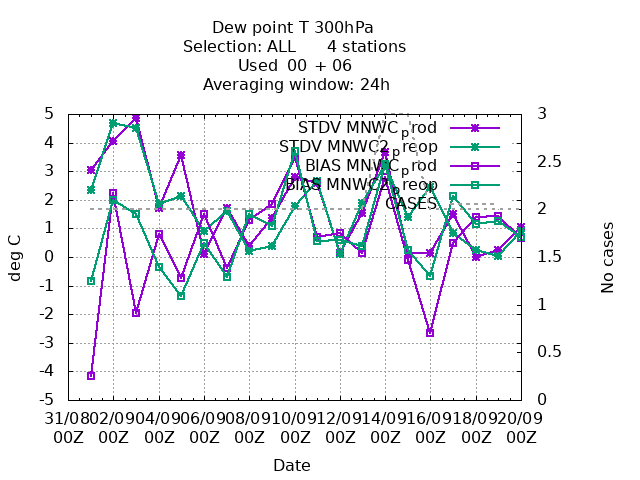 Dew point T 300hPa
Selection: ALL 4 stations
Used 00 + 06
Averaging window: 24h
STDV MNWCprod
STDV MNWC2preop
BIAS MNWCprod
BIAS MNWC2preop
CASES
deg C
5
4
3
2
1
0
-1
-2
-3
-4
-5
No cases
3
2.5
2
1.5
1
0.5
0
31/08 02/09 04/09 06/09 08/09 10/09 12/09 14/09 16/09 18/09 20/09
00Z 00Z 00Z 00Z 00Z 00Z 00Z 00Z 00Z 00Z 00Z
Date